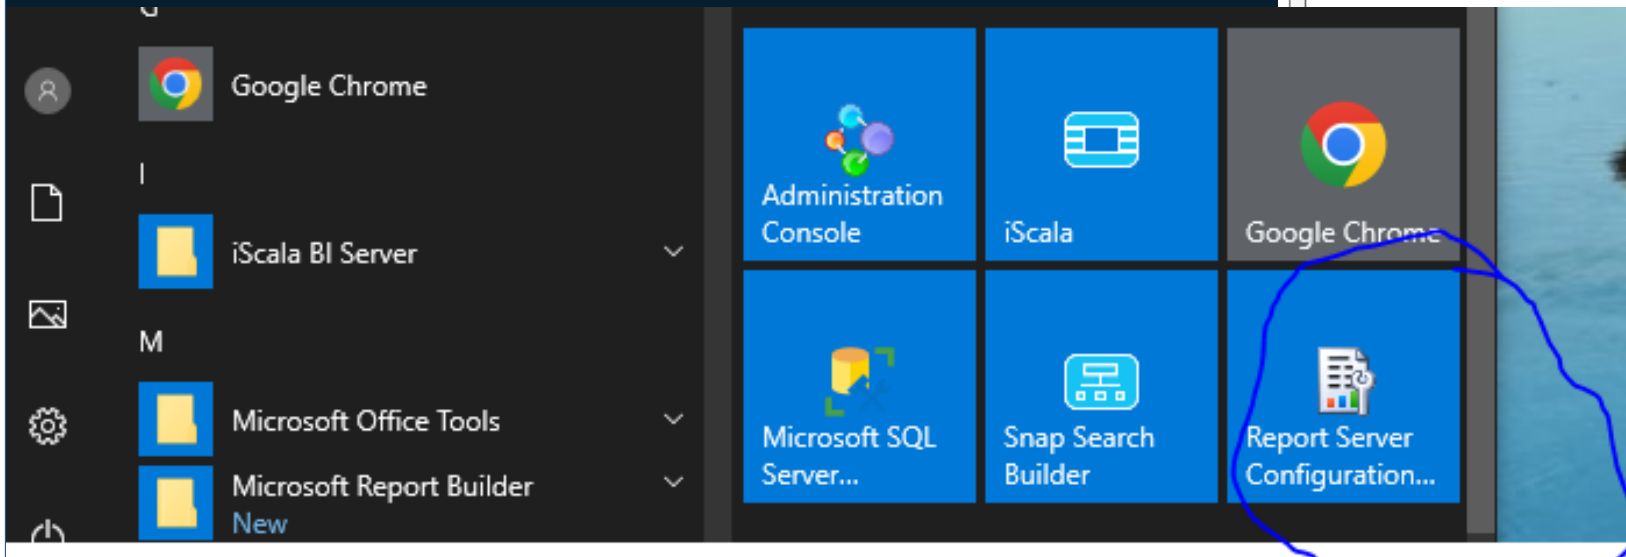 Google Chrome
I
iScala BI Server
M
Microsoft Office Tools
Microsoft Report Builder
New
Administration
Console
iScala
Google Chrome
Microsoft SQL
Server...
Snap Search
Builder
Report Server
Configuration...